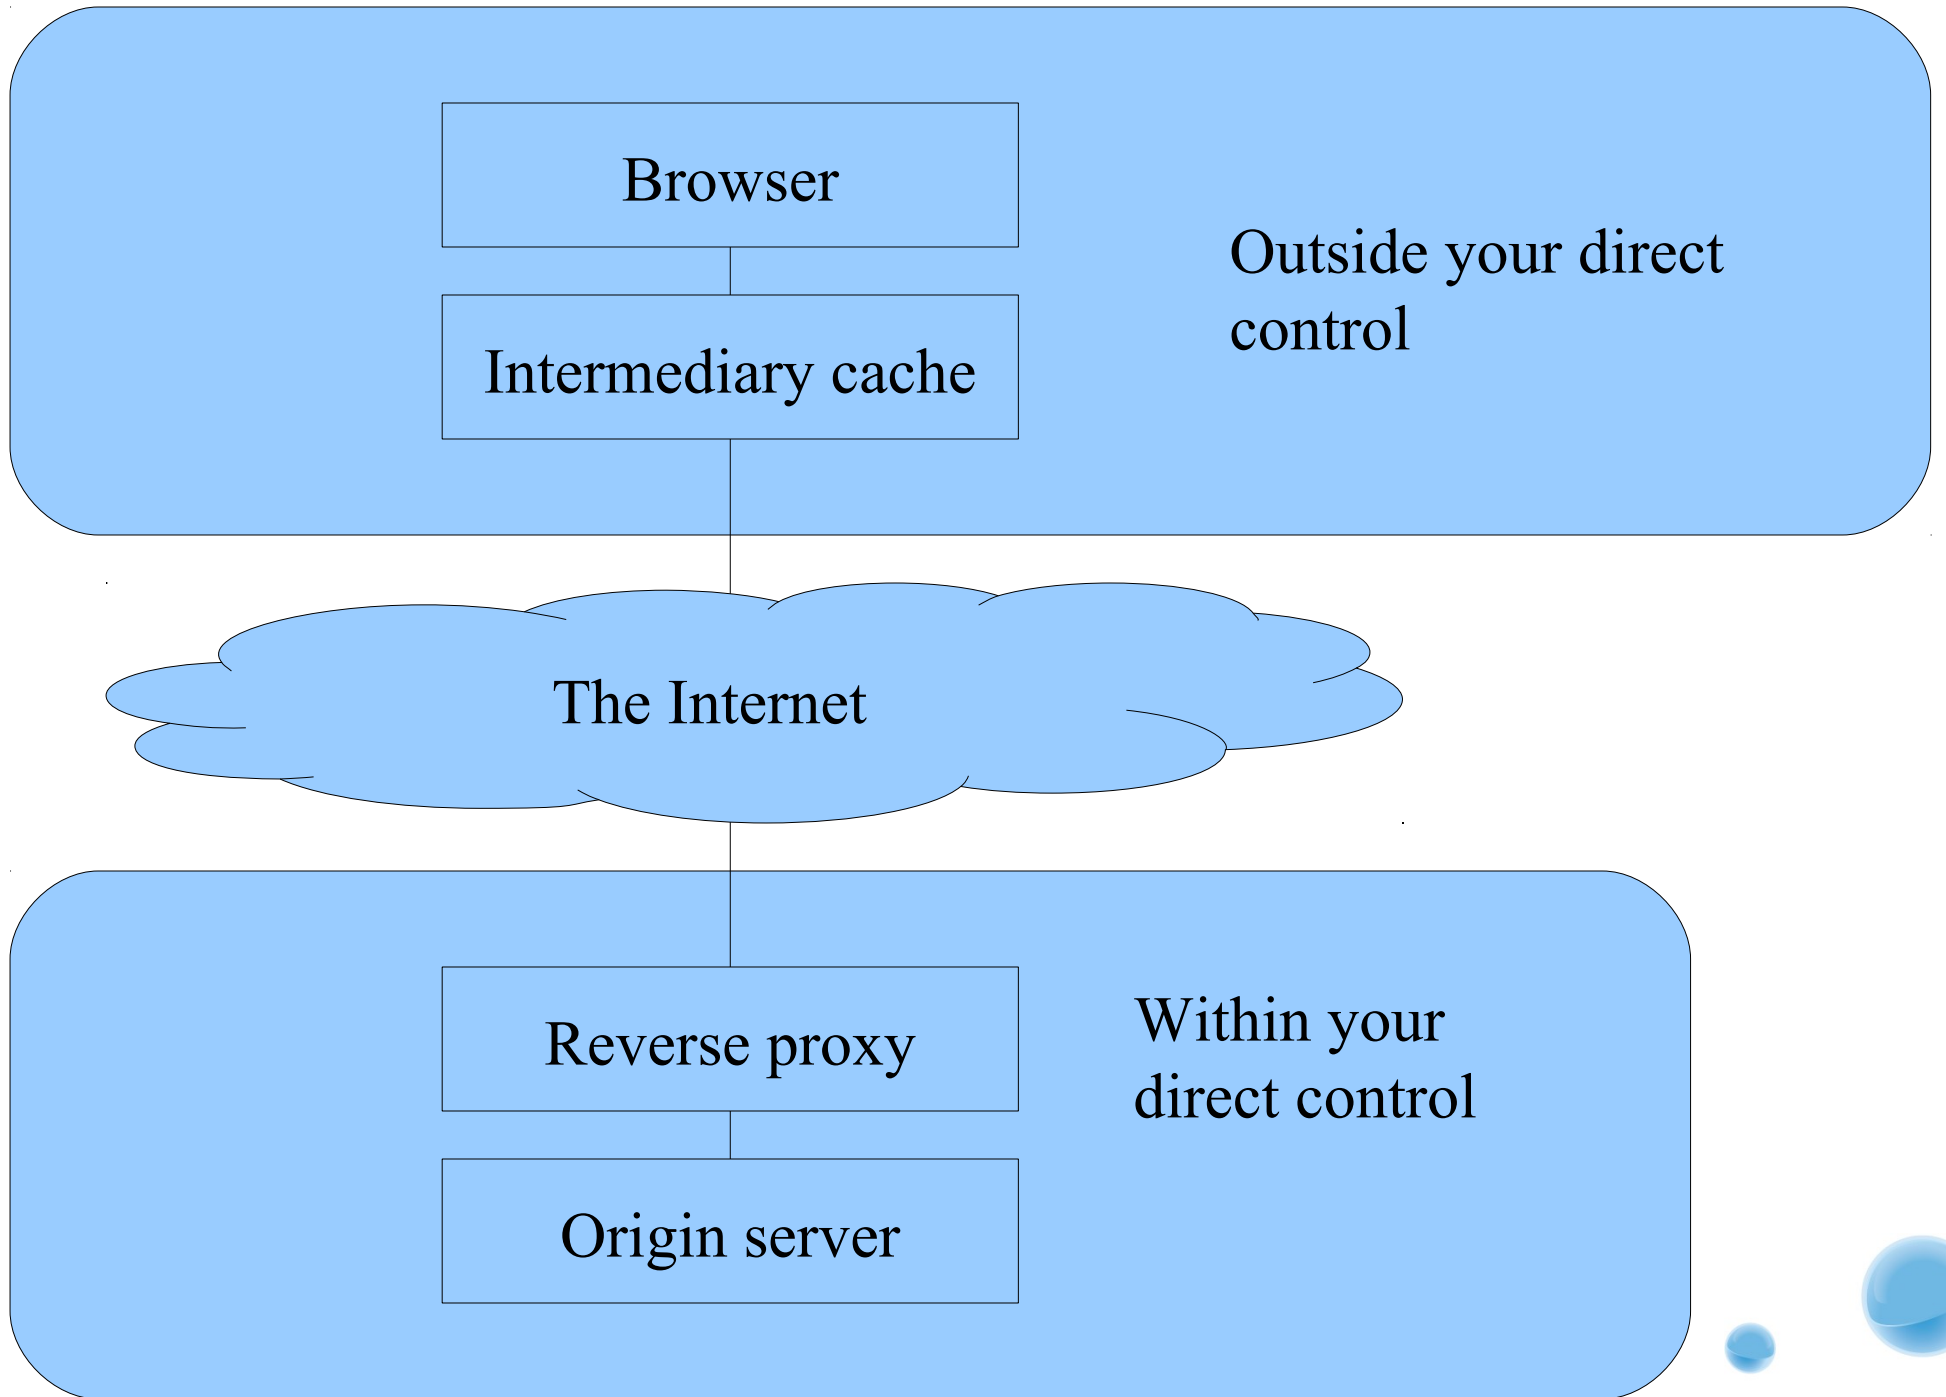 Browser
Outside your direct
control
Intermediary cache
The Internet
Reverse proxy
Within your
direct control
Origin server